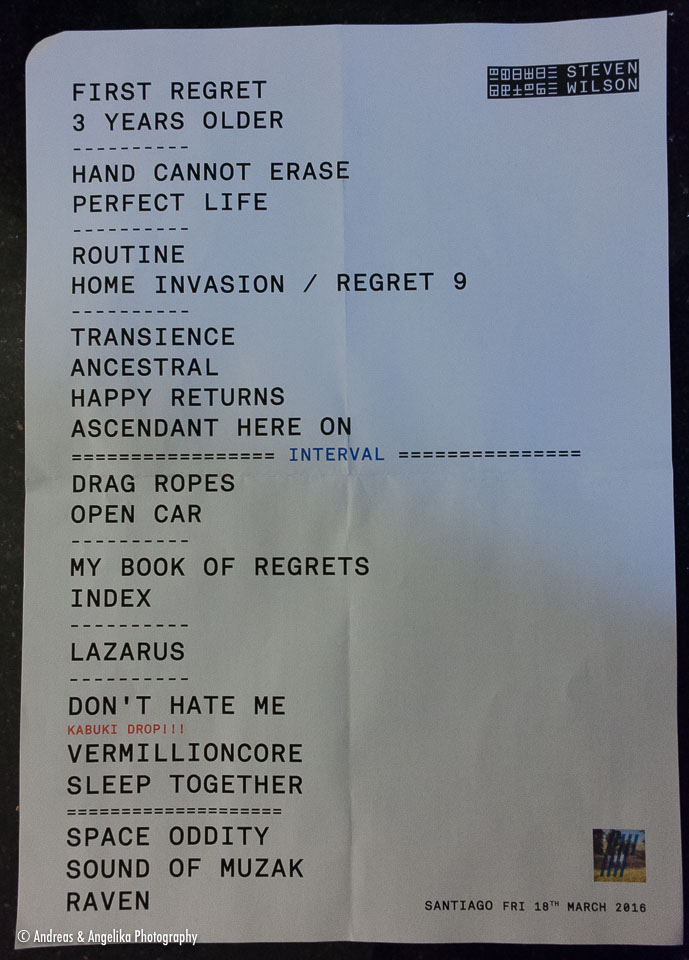 STEVEN
WILSON
FIRST REGRET
3 YEARS OLDER
----------
HAND CANNOT ERASE
PERFECT LIFE
----------
ROUTINE
HOME INVASION / REGRET 9
----------
TRANSIENCE
ANCESTRAL
HAPPY RETURNS
ASCENDANT HERE ON
================= INTERVAL ===============
DRAG ROPES
OPEN CAR
----------
MY BOOK OF REGRETS
INDEX
----------
LAZARUS
----------
DON'T HATE ME
KABUKI DROP!!!
VERMILLIONCORE
SLEEP TOGETHER
====================
SPACE ODDITY
SOUND OF MUZAK
RAVEN
SANTIAGO FRI 18TH MARCH 2016
© Andreas & Angelika Photography